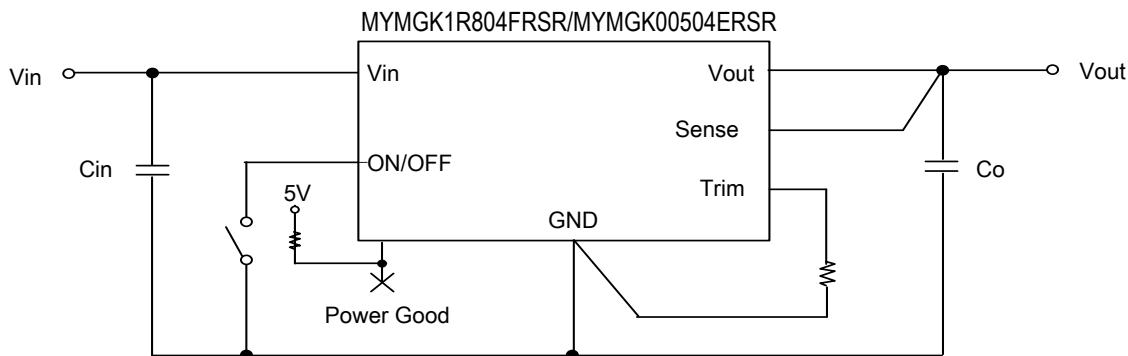 MYMGK1R804FRSR/MYMGK00504ERSR
Vin
Vin
Vout
Vout
Sense
Cin
ON/OFF
Co
5V
Trim
GND
Power Good